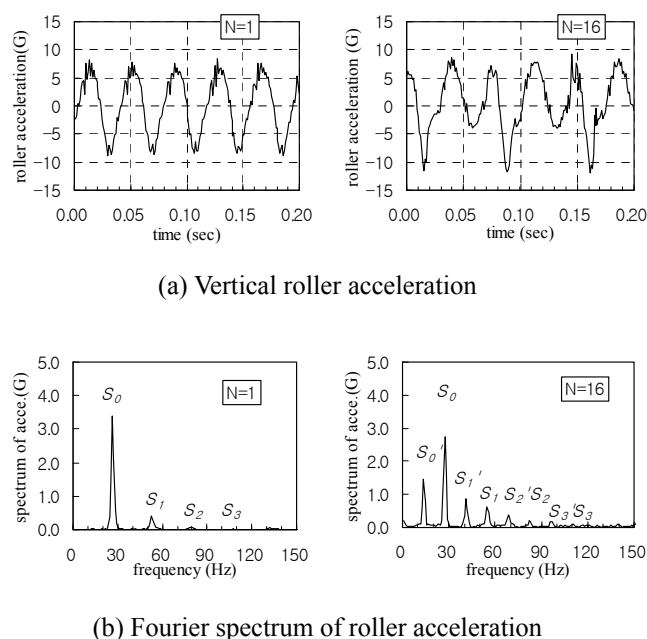 N=1
15
10
5
0
−5
−10
−15
roller acceleration(G)
0.00 0.05 0.10 0.15 0.20
time (sec)
N=16
15
10
5
0
−5
−10
−15
roller acceleration (G)
0.00 0.05 0.10 0.15 0.20
time (sec)
(a) Vertical roller acceleration
5.0
4.0
3.0
2.0
1.0
0.0
spectrum of acce.(G)
N=1
S₀
S₁
S₂ S₃
0 30 60 90 120 150
frequency (Hz)
5.0
4.0
3.0
2.0
1.0
0.0
spectrum of acce.(G)
N=16
S₀
S₀'
S₁' S₁ S₂' S₂
S₃' S₃
0 30 60 90 120 150
frequency (Hz)
(b) Fourier spectrum of roller acceleration